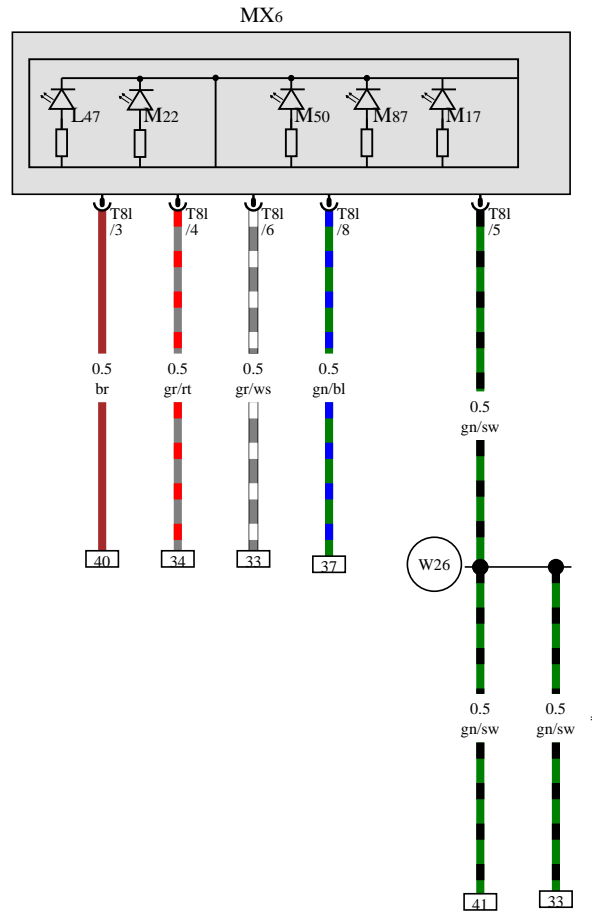 MX6
L47 M22 M50 M87 M17
T8l T8l T8l T8l T8l
/3 /4 /6 /8 /5
0.5 0.5 0.5 0.5
br gr/rt gr/ws gn/bl
0.5
gn/sw
40 34 33 37
W26
0.5 0.5
gn/sw gn/sw
*
41 33